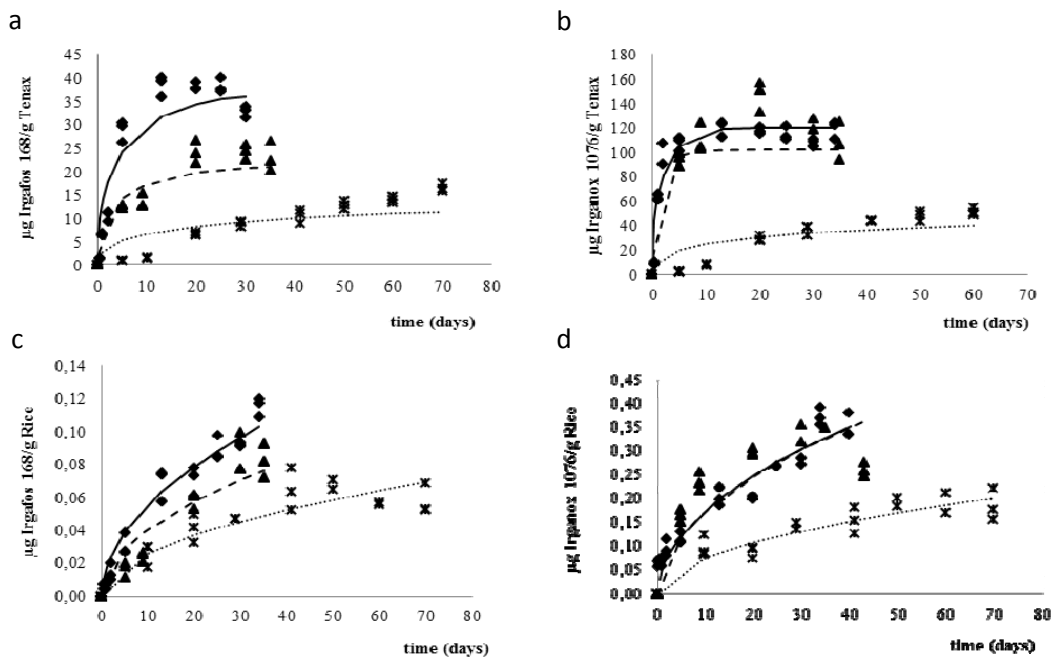 a
µg Irgafos 168/g Tenax
45
40
35
30
25
20
15
10
5
0
0 10 20 30 40 50 60 70 80
time (days)
b
µg Irganox 1076/g Tenax
180
160
140
120
100
80
60
40
20
0
0 10 20 30 40 50 60 70
time (days)
c
µg Irgafos 168/g Rice
0,14
0,12
0,10
0,08
0,06
0,04
0,02
0,00
0 10 20 30 40 50 60 70 80
time (days)
d
µg Irganox 1076/g Rice
0,45
0,40
0,35
0,30
0,25
0,20
0,15
0,10
0,05
0,00
0 10 20 30 40 50 60 70 80
time (days)